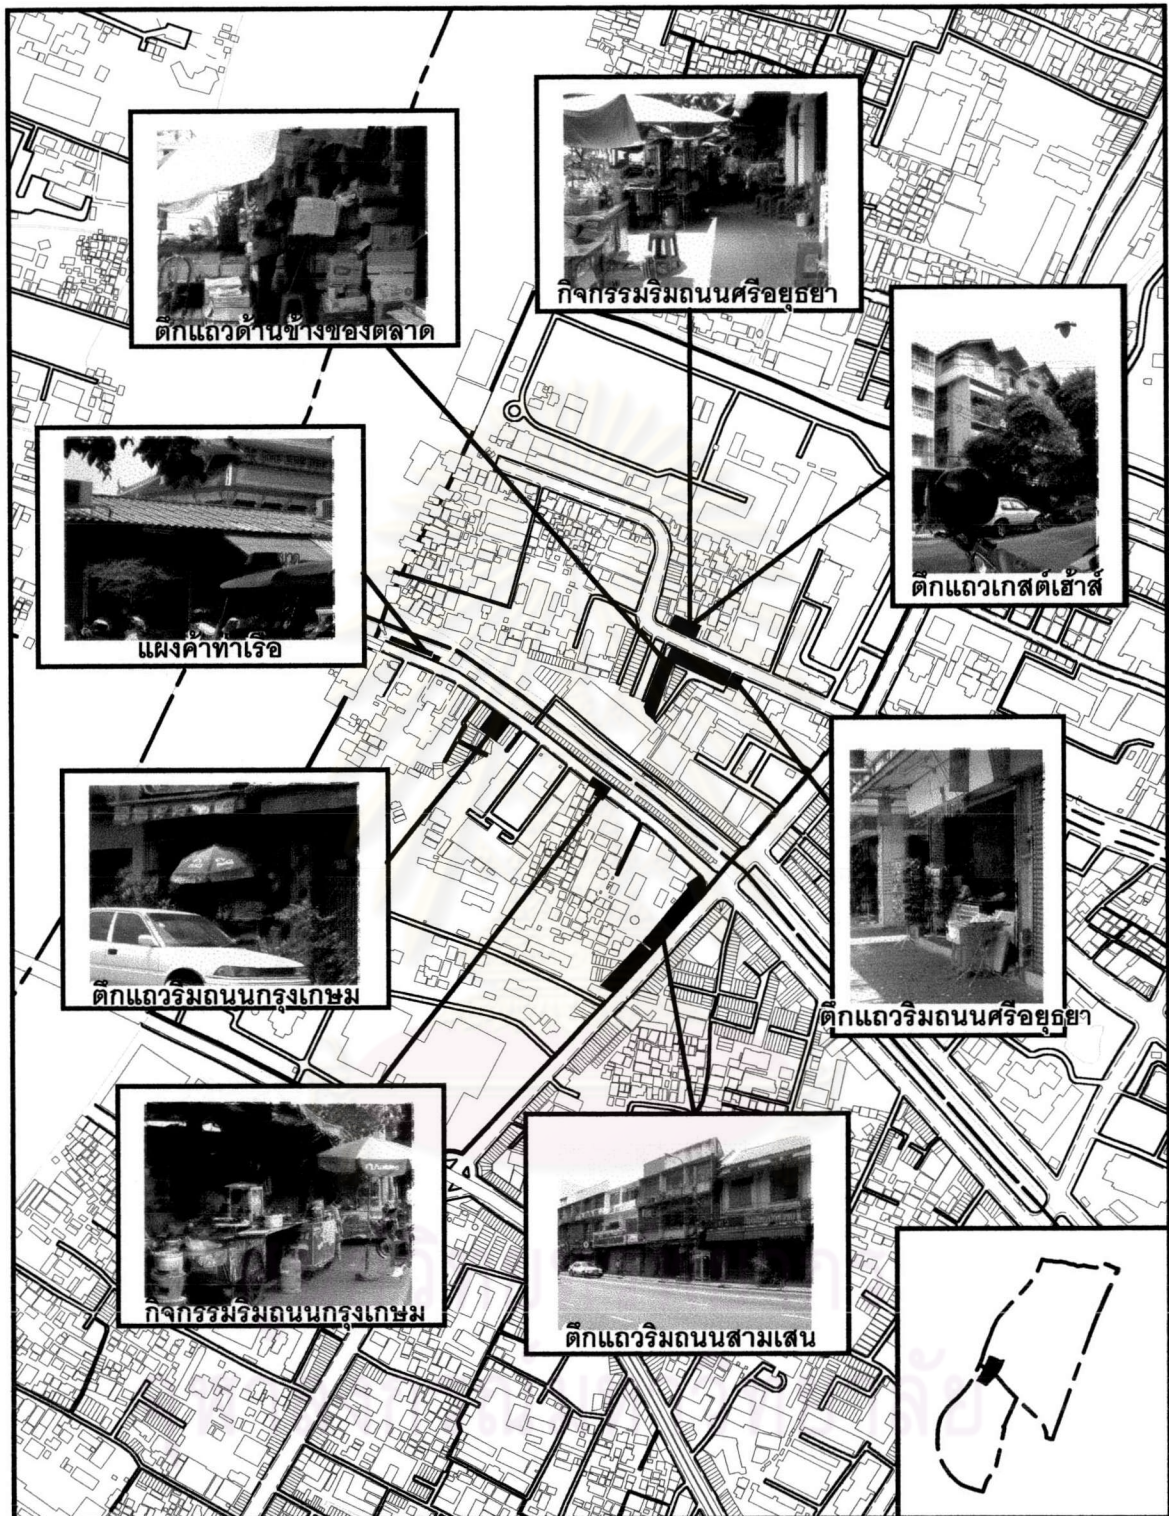 กิจกรรมริมถนนศรีอยุธยา
ตึกแถวด้านข้างของตลาด
ตึกแถวเกสต์เฮ้าส์
แผงค้าท่าเรือ
ตึกแถวริมถนนกรุงเกษม
ตึกแถวริมถนนศรีอยุธยา
กิจกรรมริมถนนกรุงเกษม
ตึกแถวริมถนนสามเสน